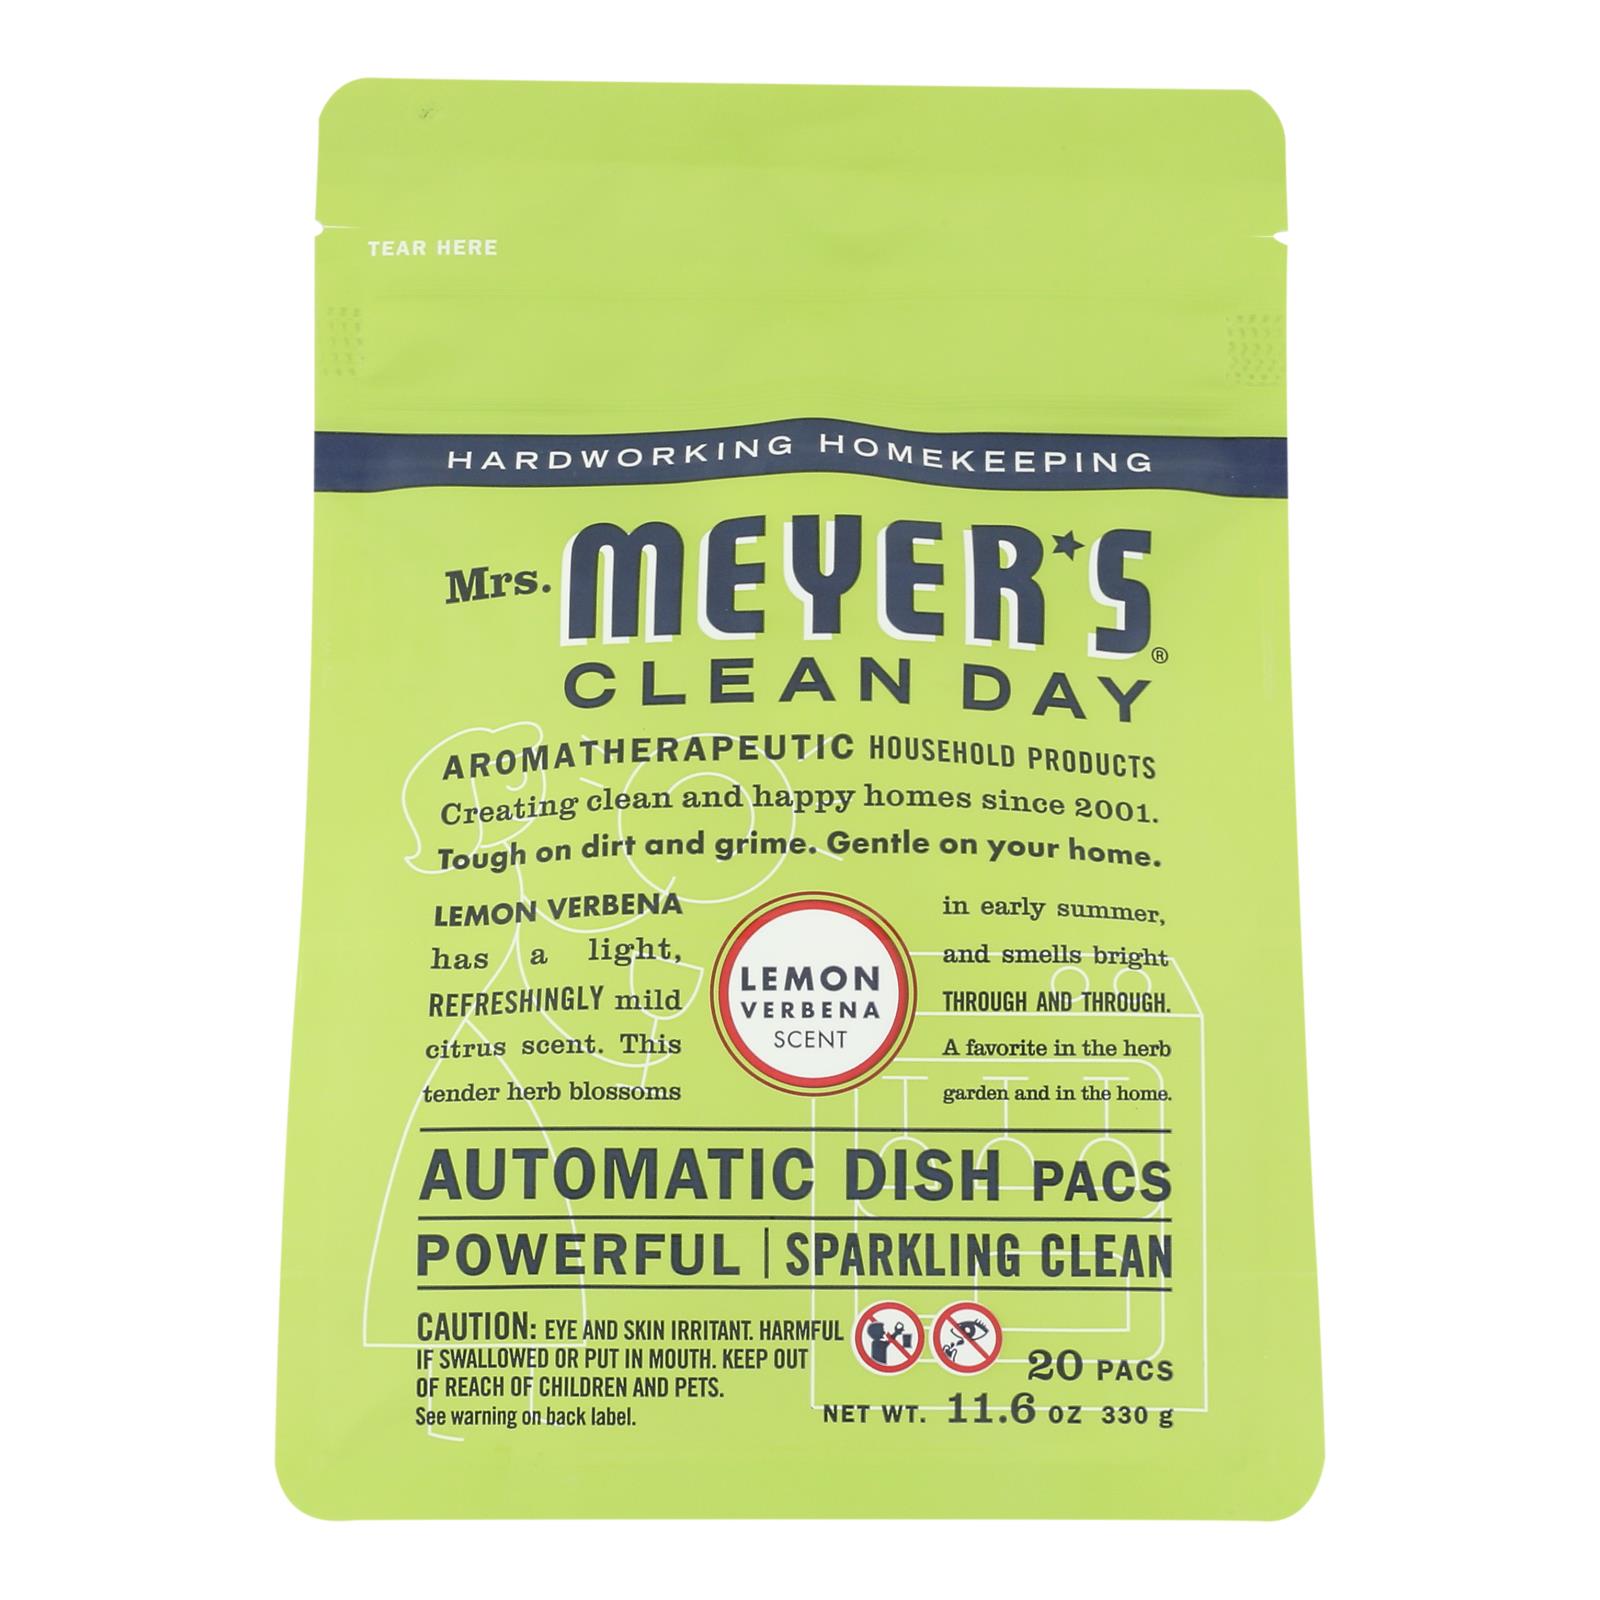 TEAR HERE
HARDWORKING HOMEKEEPING
Mrs. MEYER'S®
CLEAN DAY
AROMATHERAPEUTIC HOUSEHOLD PRODUCTS
Creating clean and happy homes since 2001.
Tough on dirt and grime. Gentle on your home.
LEMON VERBENA
has a light,
REFRESHINGLY mild
citrus scent. This
tender herb blossoms
LEMON
VERBENA
SCENT
in early summer,
and smells bright
THROUGH AND THROUGH.
A favorite in the herb
garden and in the home.
AUTOMATIC DISH PACS
POWERFUL | SPARKLING CLEAN
CAUTION: EYE AND SKIN IRRITANT. HARMFUL
IF SWALLOWED OR PUT IN MOUTH. KEEP OUT
OF REACH OF CHILDREN AND PETS.
See warning on back label.
20 PACS
NET WT. 11.6 OZ 330 g